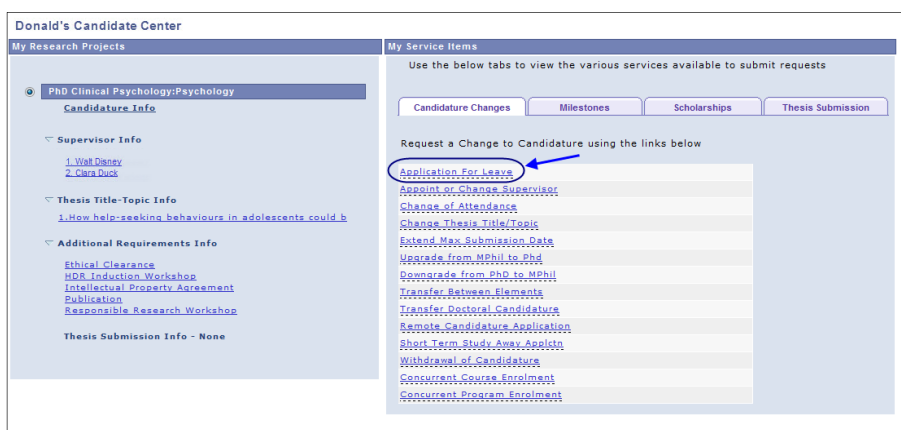 Donald's Candidate Center
My Research Projects
PhD Clinical Psychology:Psychology
Candidature Info
Supervisor Info
1. Walt Disney
2. Clara Duck
Thesis Title-Topic Info
1.How help-seeking behaviours in adolescents could b
Additional Requirements Info
Ethical Clearance
HDR Induction Workshop
Intellectual Property Agreement
Publication
Responsible Research Workshop
Thesis Submission Info - None
My Service Items
Use the below tabs to view the various services available to submit requests
Candidature Changes Milestones Scholarships Thesis Submission
Request a Change to Candidature using the links below
Application For Leave
Appoint or Change Supervisor
Change of Attendance
Change Thesis Title/Topic
Extend Max Submission Date
Upgrade from MPhil to Phd
Downgrade from PhD to MPhil
Transfer Between Elements
Transfer Doctoral Candidature
Remote Candidature Application
Short Term Study Away Applctn
Withdrawal of Candidature
Concurrent Course Enrolment
Concurrent Program Enrolment